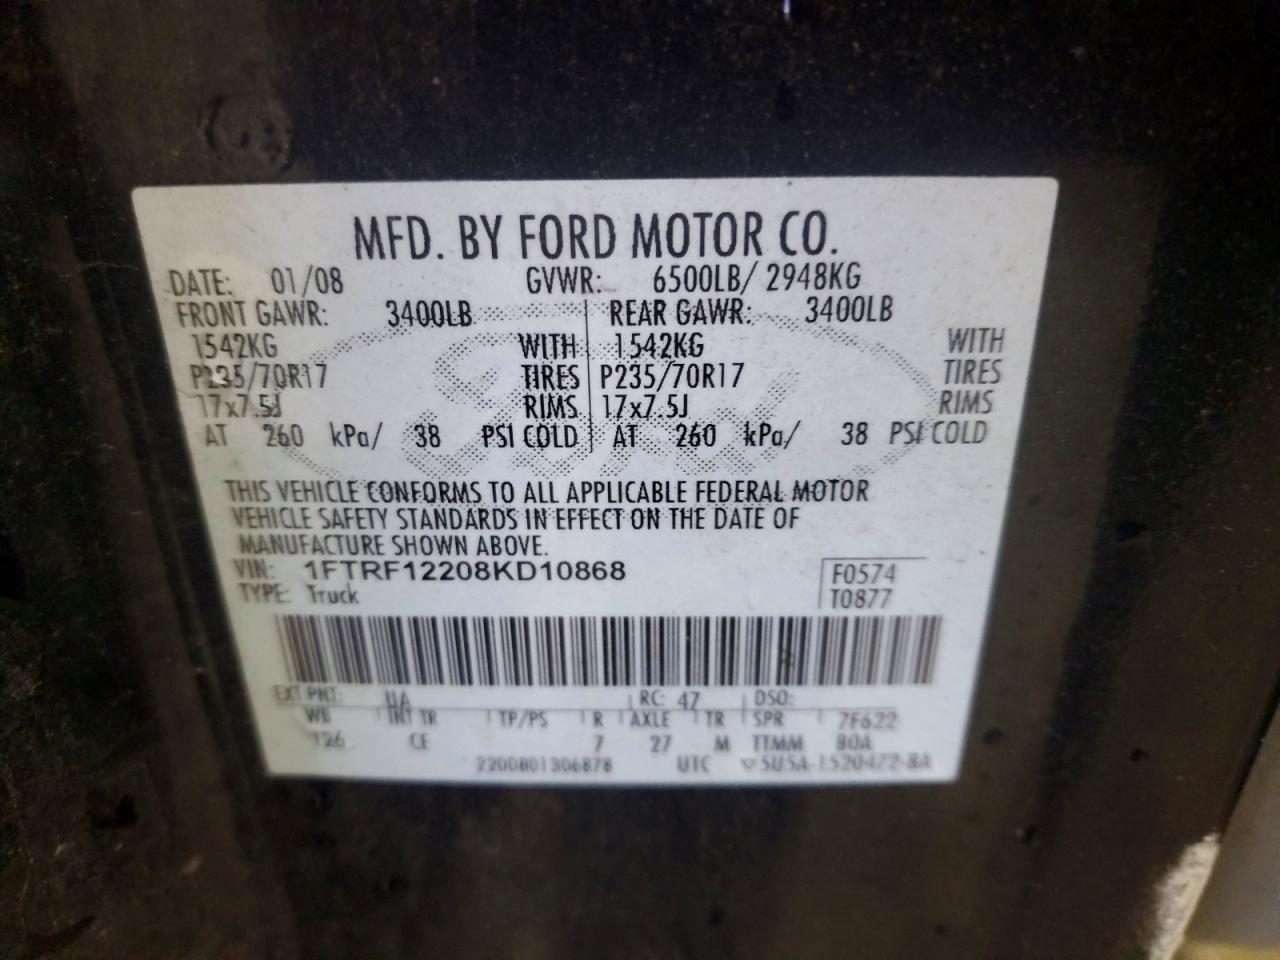 MFD. BY FORD MOTOR CO.
DATE: 01/08 GVWR: 6500LB/ 2948KG
FRONT GAWR: 3400LB REAR GAWR: 3400LB
1542KG WITH 1542KG WITH
P235/70R17 TIRES P235/70R17 TIRES
17x7.5J RIMS 17x7.5J RIMS
AT 260 kPa/ 38 PSI COLD AT 260 kPa/ 38 PSI COLD
THIS VEHICLE CONFORMS TO ALL APPLICABLE FEDERAL MOTOR
VEHICLE SAFETY STANDARDS IN EFFECT ON THE DATE OF
MANUFACTURE SHOWN ABOVE.
VIN: 1FTRF12208KD10868 F0574
TYPE: Truck T0877
EXT PNT: UA RC: 47 DSO:
WB INT TR TP/PS R AXLE TR SPR 7F622
126 CE 7 27 M TTMM BOA
2200801306878 UTC ▽ 5U5A-1520472-BA